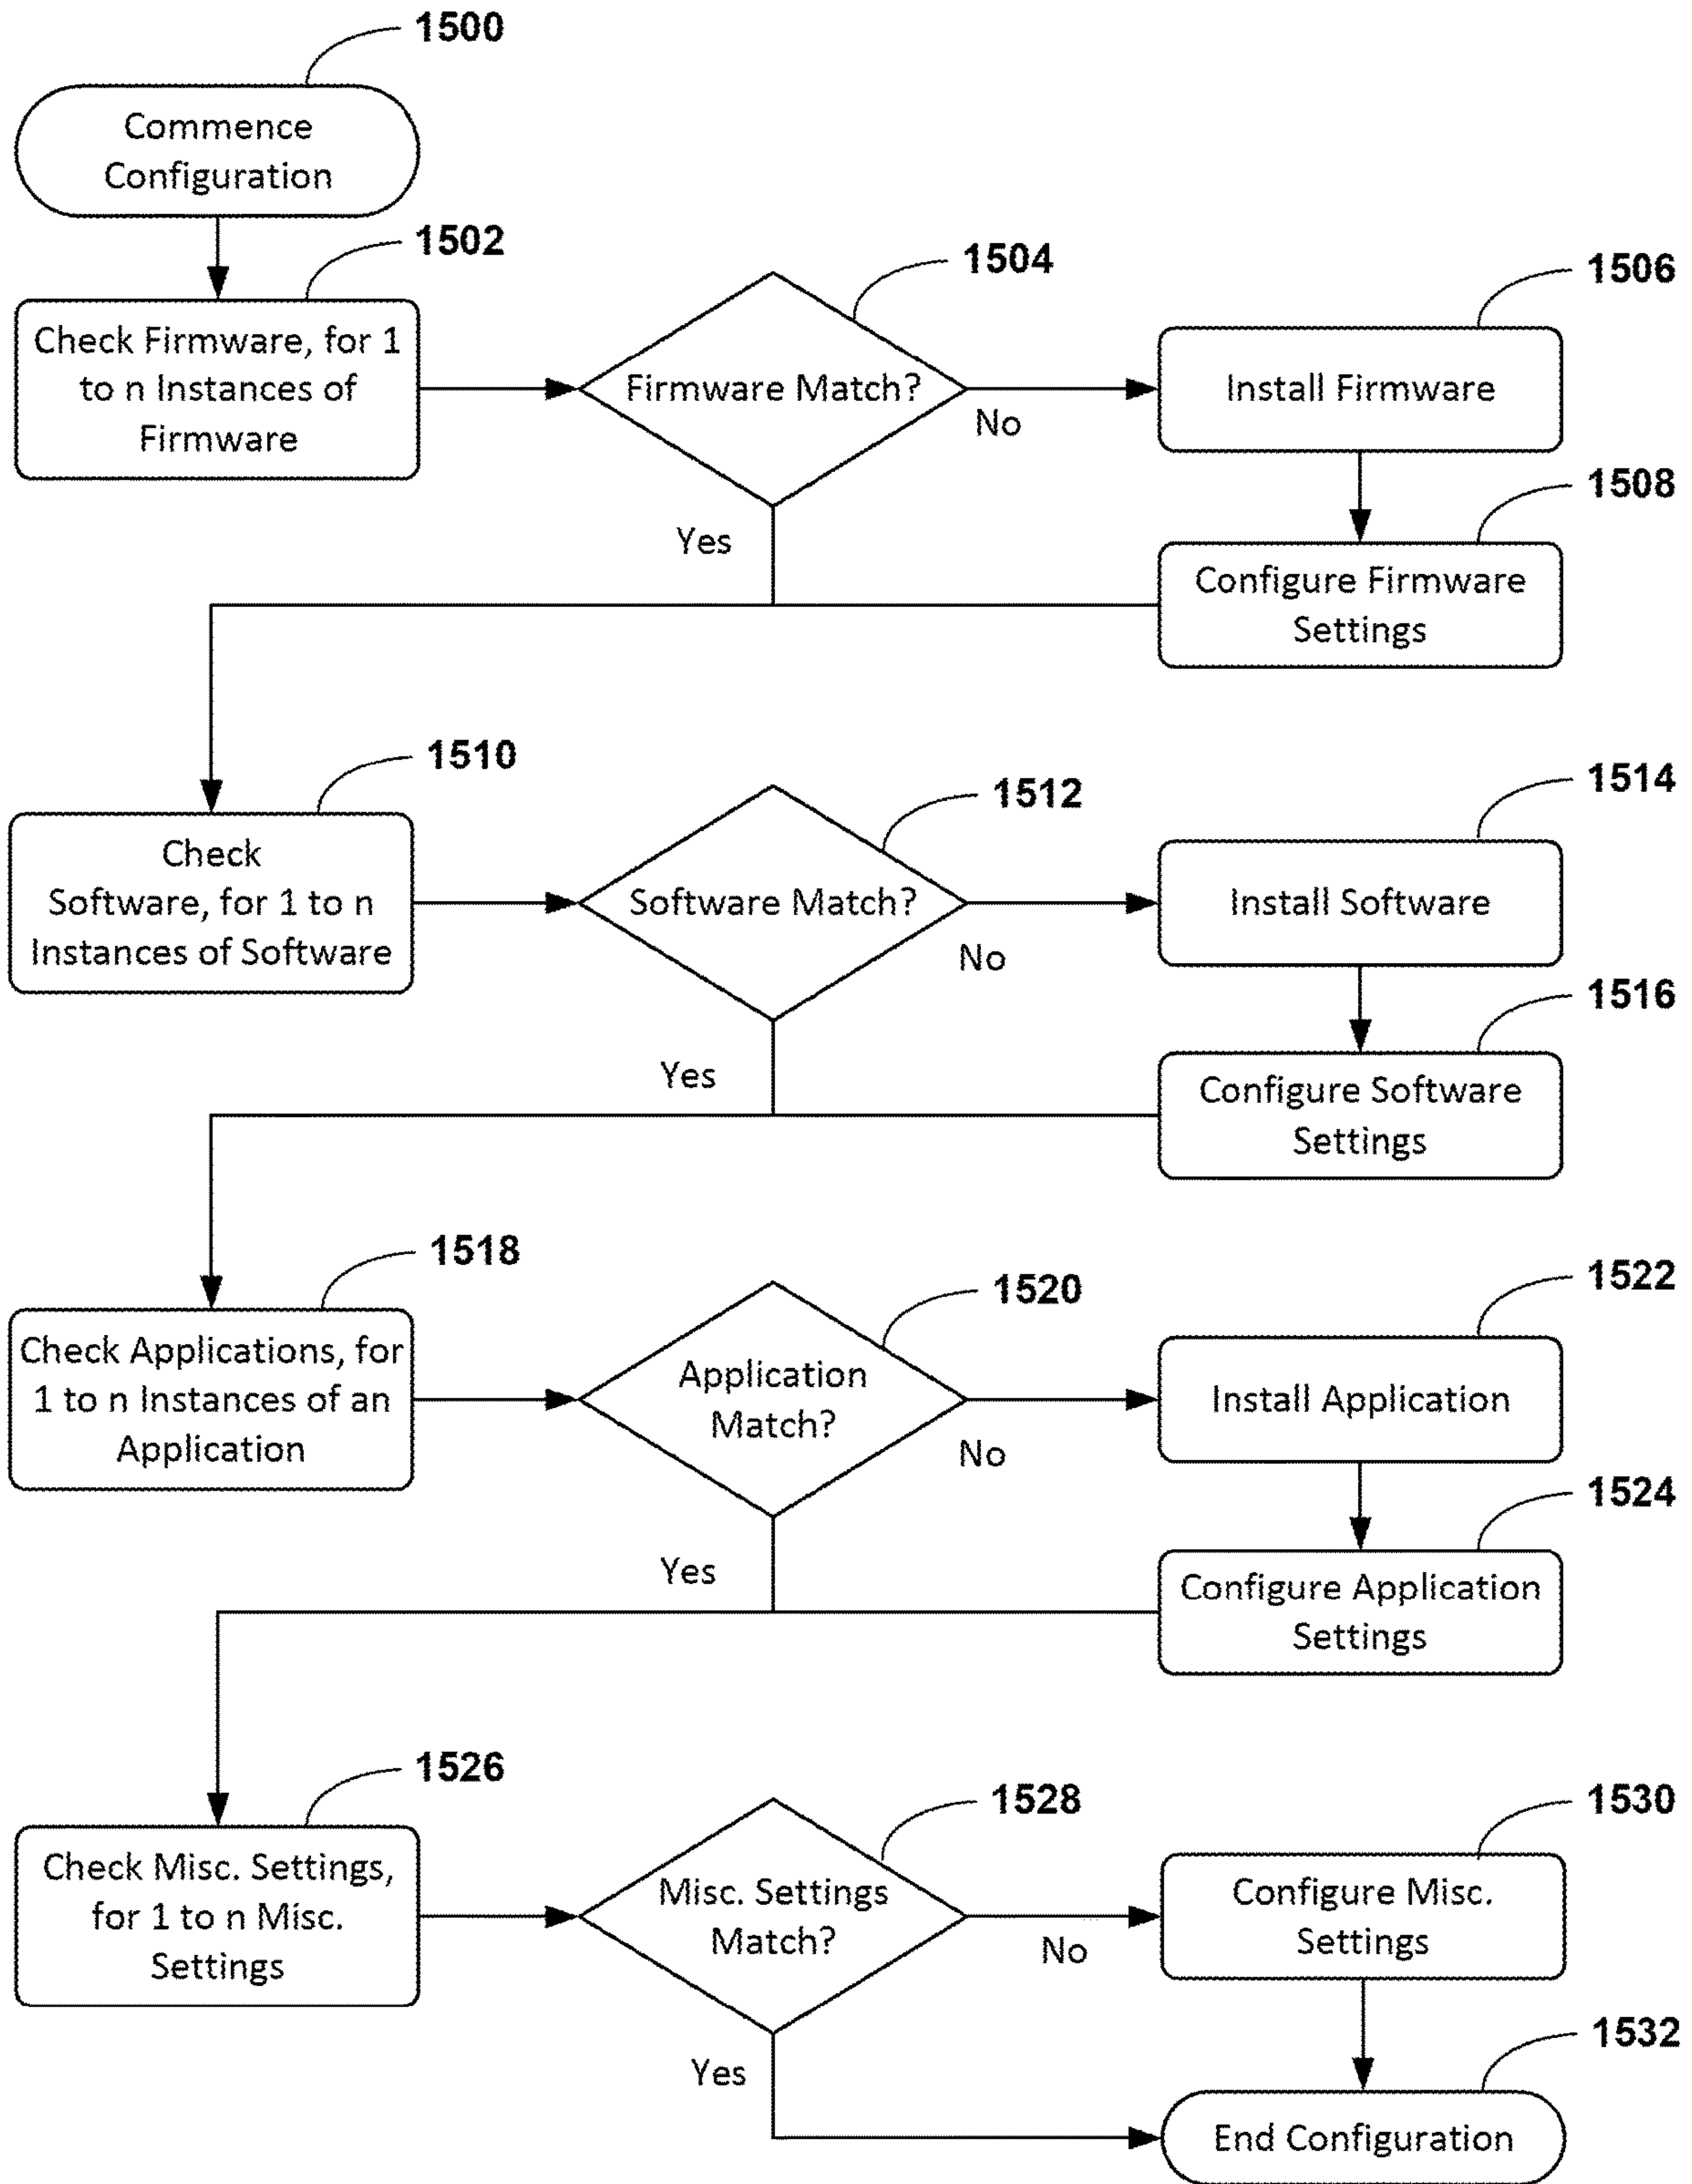 1500
Commence
Configuration
1502
Check Firmware, for 1
to n Instances of
Firmware
1504
Firmware Match?
No
Yes
1506
Install Firmware
1508
Configure Firmware
Settings
1510
Check
Software, for 1 to n
Instances of Software
1512
Software Match?
No
Yes
1514
Install Software
1516
Configure Software
Settings
1518
Check Applications, for
1 to n Instances of an
Application
1520
Application
Match?
No
Yes
1522
Install Application
1524
Configure Application
Settings
1526
Check Misc. Settings,
for 1 to n Misc.
Settings
1528
Misc. Settings
Match?
No
Yes
1530
Configure Misc.
Settings
1532
End Configuration